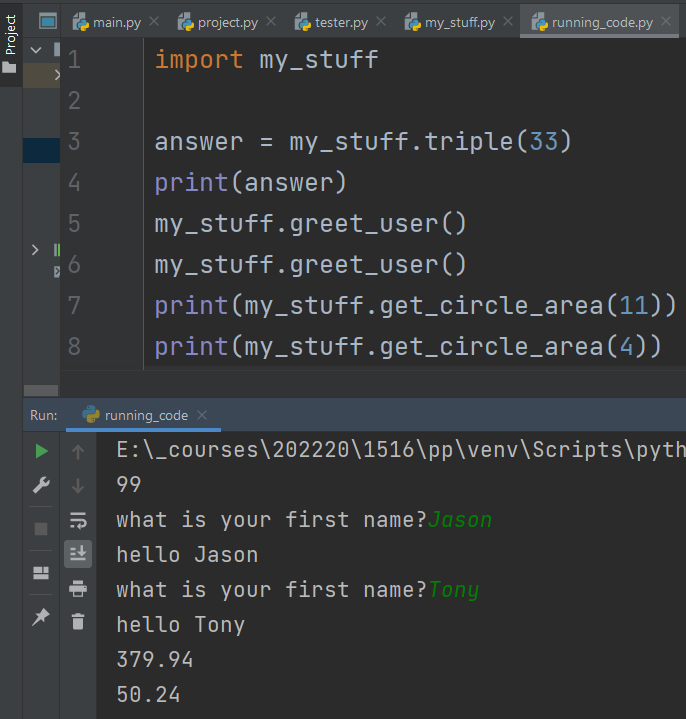 Project
main.py project.py tester.py my_stuff.py running_code.py
1 import my_stuff
2
3 answer = my_stuff.triple(33)
4 print(answer)
5 my_stuff.greet_user()
6 my_stuff.greet_user()
7 print(my_stuff.get_circle_area(11))
8 print(my_stuff.get_circle_area(4))
Run: running_code
E:\_courses\202220\1516\pp\venv\Scripts\pyth
99
what is your first name?Jason
hello Jason
what is your first name?Tony
hello Tony
379.94
50.24